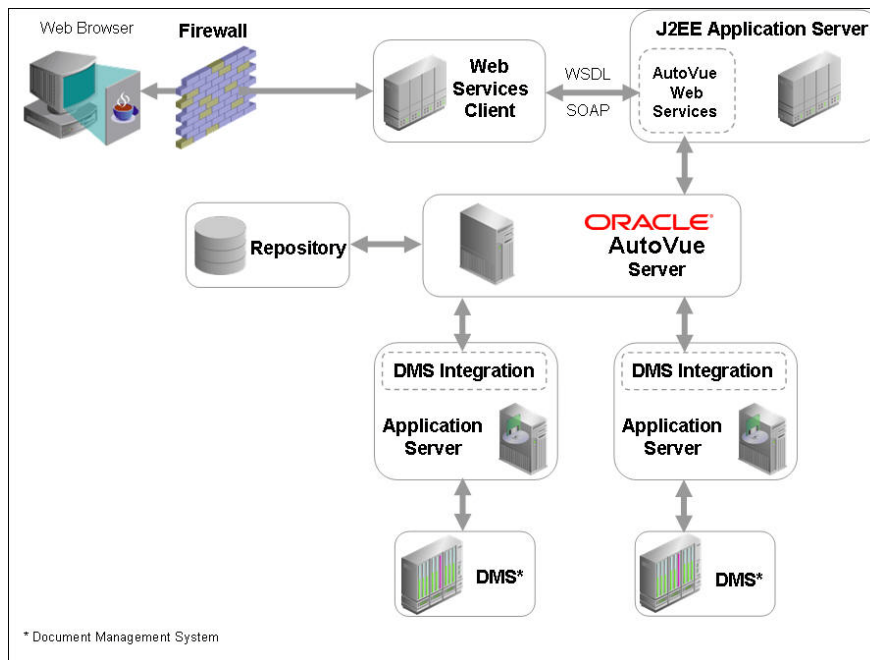 Web Browser
Firewall
J2EE Application Server
Web
Services
Client
WSDL
SOAP
AutoVue
Web
Services
Repository
ORACLE®
AutoVue
Server
DMS Integration
Application
Server
DMS Integration
Application
Server
DMS*
DMS*
* Document Management System